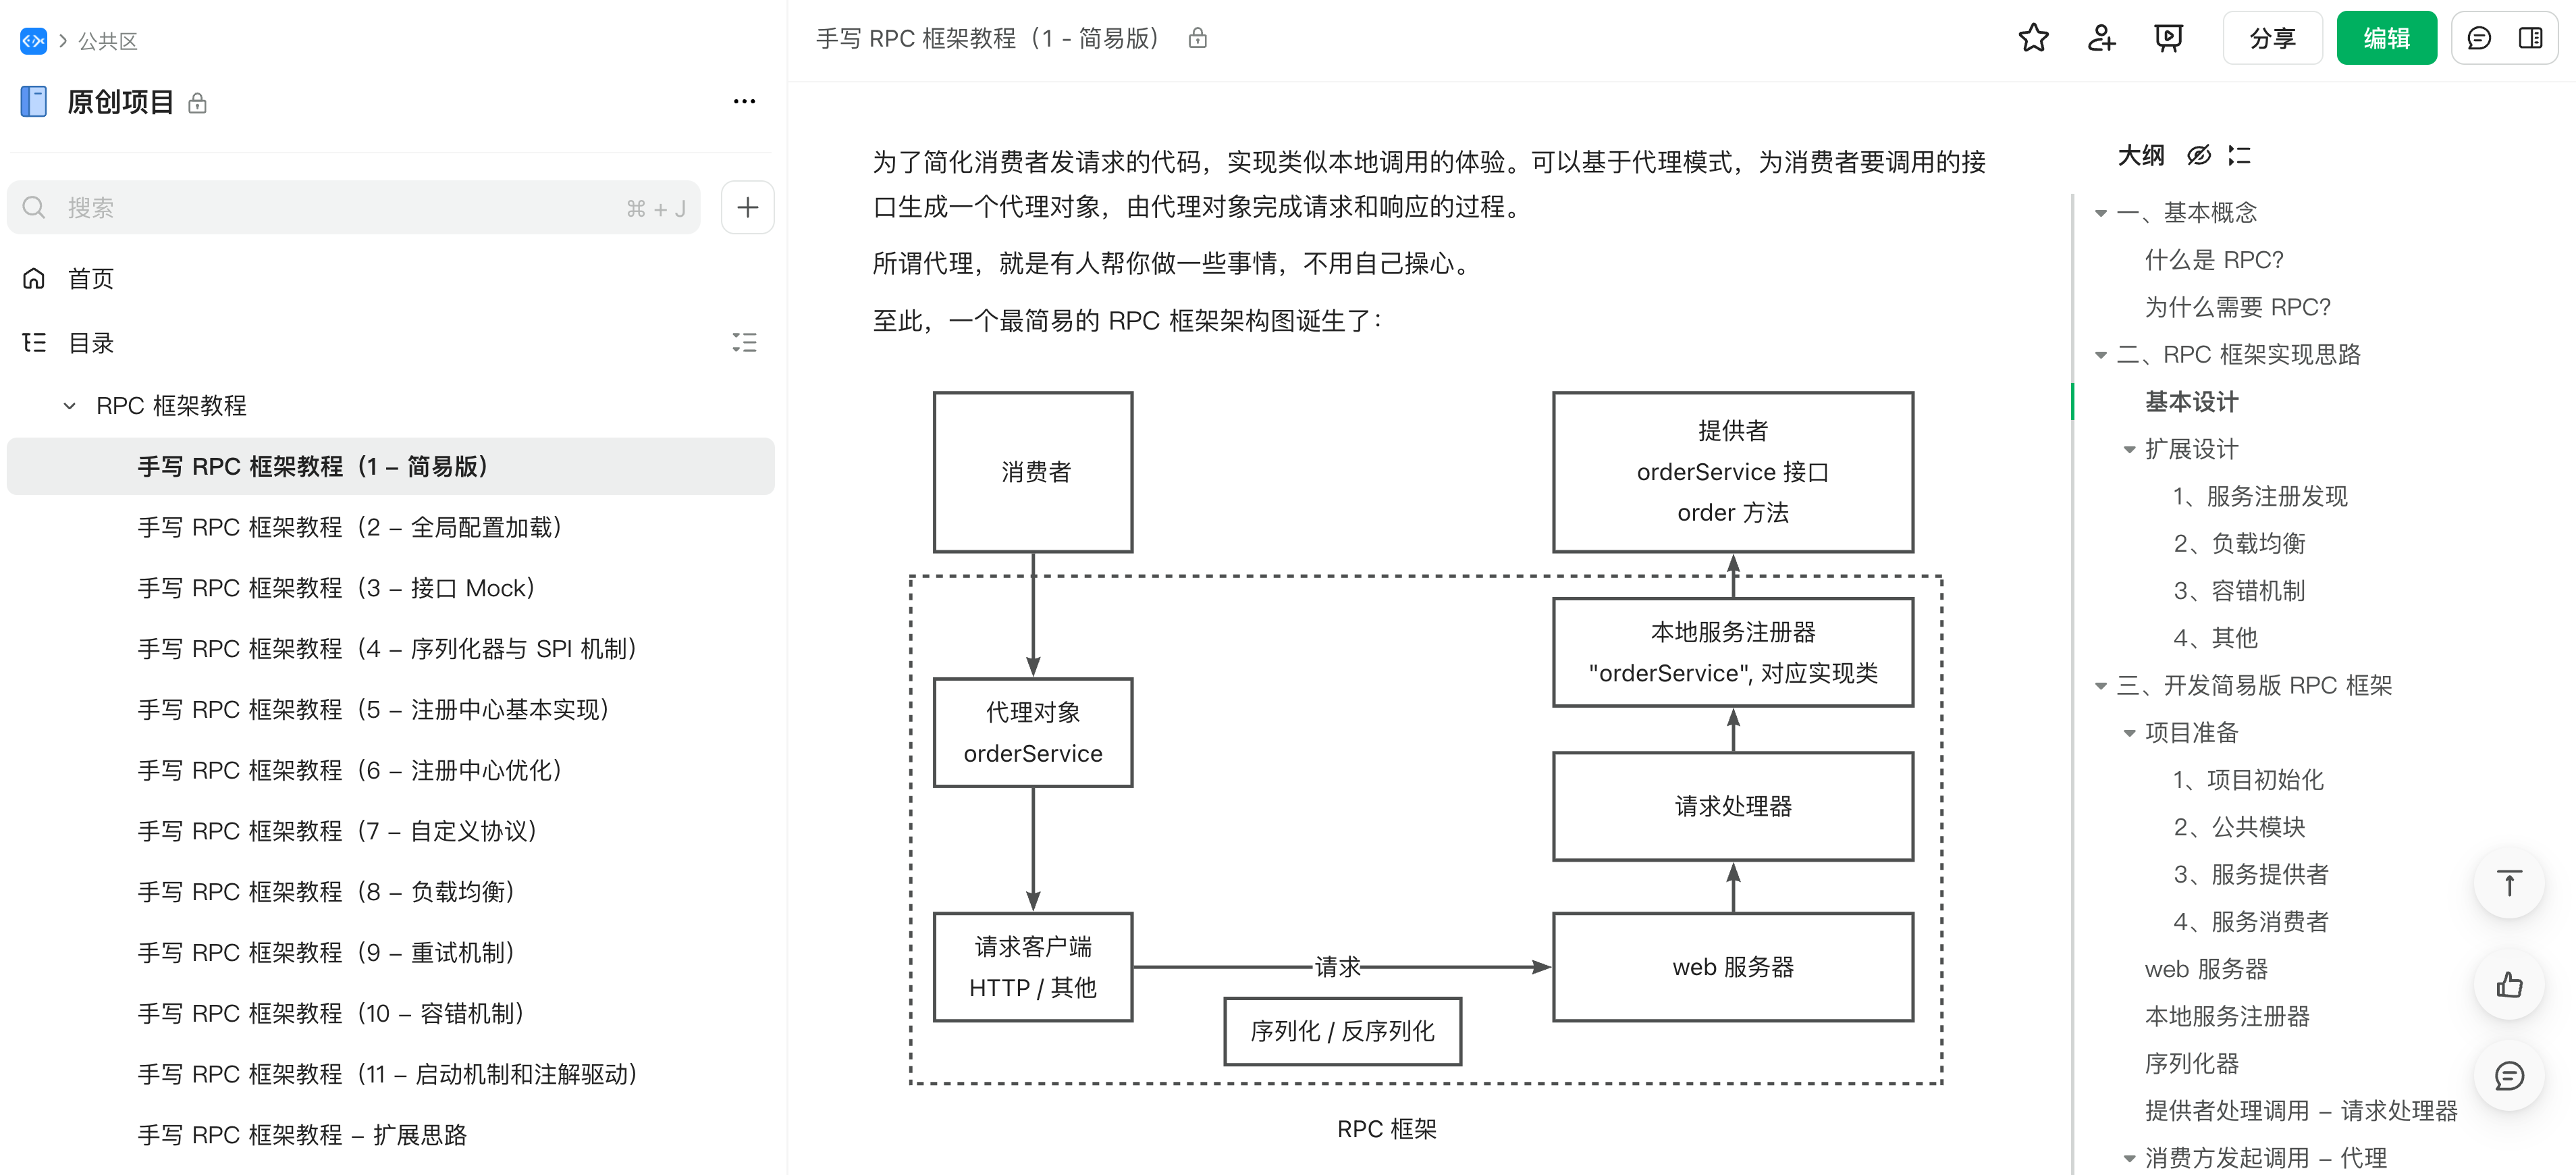 公共区
原创项目
搜索
⌘ + J
首页
目录
RPC 框架教程
手写 RPC 框架教程（1 – 简易版）
手写 RPC 框架教程（2 – 全局配置加载）
手写 RPC 框架教程（3 – 接口 Mock）
手写 RPC 框架教程（4 – 序列化器与 SPI 机制）
手写 RPC 框架教程（5 – 注册中心基本实现）
手写 RPC 框架教程（6 – 注册中心优化）
手写 RPC 框架教程（7 – 自定义协议）
手写 RPC 框架教程（8 – 负载均衡）
手写 RPC 框架教程（9 – 重试机制）
手写 RPC 框架教程（10 – 容错机制）
手写 RPC 框架教程（11 – 启动机制和注解驱动）
手写 RPC 框架教程 – 扩展思路
手写 RPC 框架教程（1 - 简易版）
分享
编辑
为了简化消费者发请求的代码，实现类似本地调用的体验。可以基于代理模式，为消费者要调用的接
口生成一个代理对象，由代理对象完成请求和响应的过程。
所谓代理，就是有人帮你做一些事情，不用自己操心。
至此，一个最简易的 RPC 框架架构图诞生了：
消费者
提供者
orderService 接口
order 方法
代理对象
orderService
本地服务注册器
"orderService", 对应实现类
请求处理器
请求客户端
HTTP / 其他
请求
web 服务器
序列化 / 反序列化
RPC 框架
大纲
一、基本概念
什么是 RPC？
为什么需要 RPC？
二、RPC 框架实现思路
基本设计
扩展设计
1、服务注册发现
2、负载均衡
3、容错机制
4、其他
三、开发简易版 RPC 框架
项目准备
1、项目初始化
2、公共模块
3、服务提供者
4、服务消费者
web 服务器
本地服务注册器
序列化器
提供者处理调用 – 请求处理器
消费方发起调用 – 代理